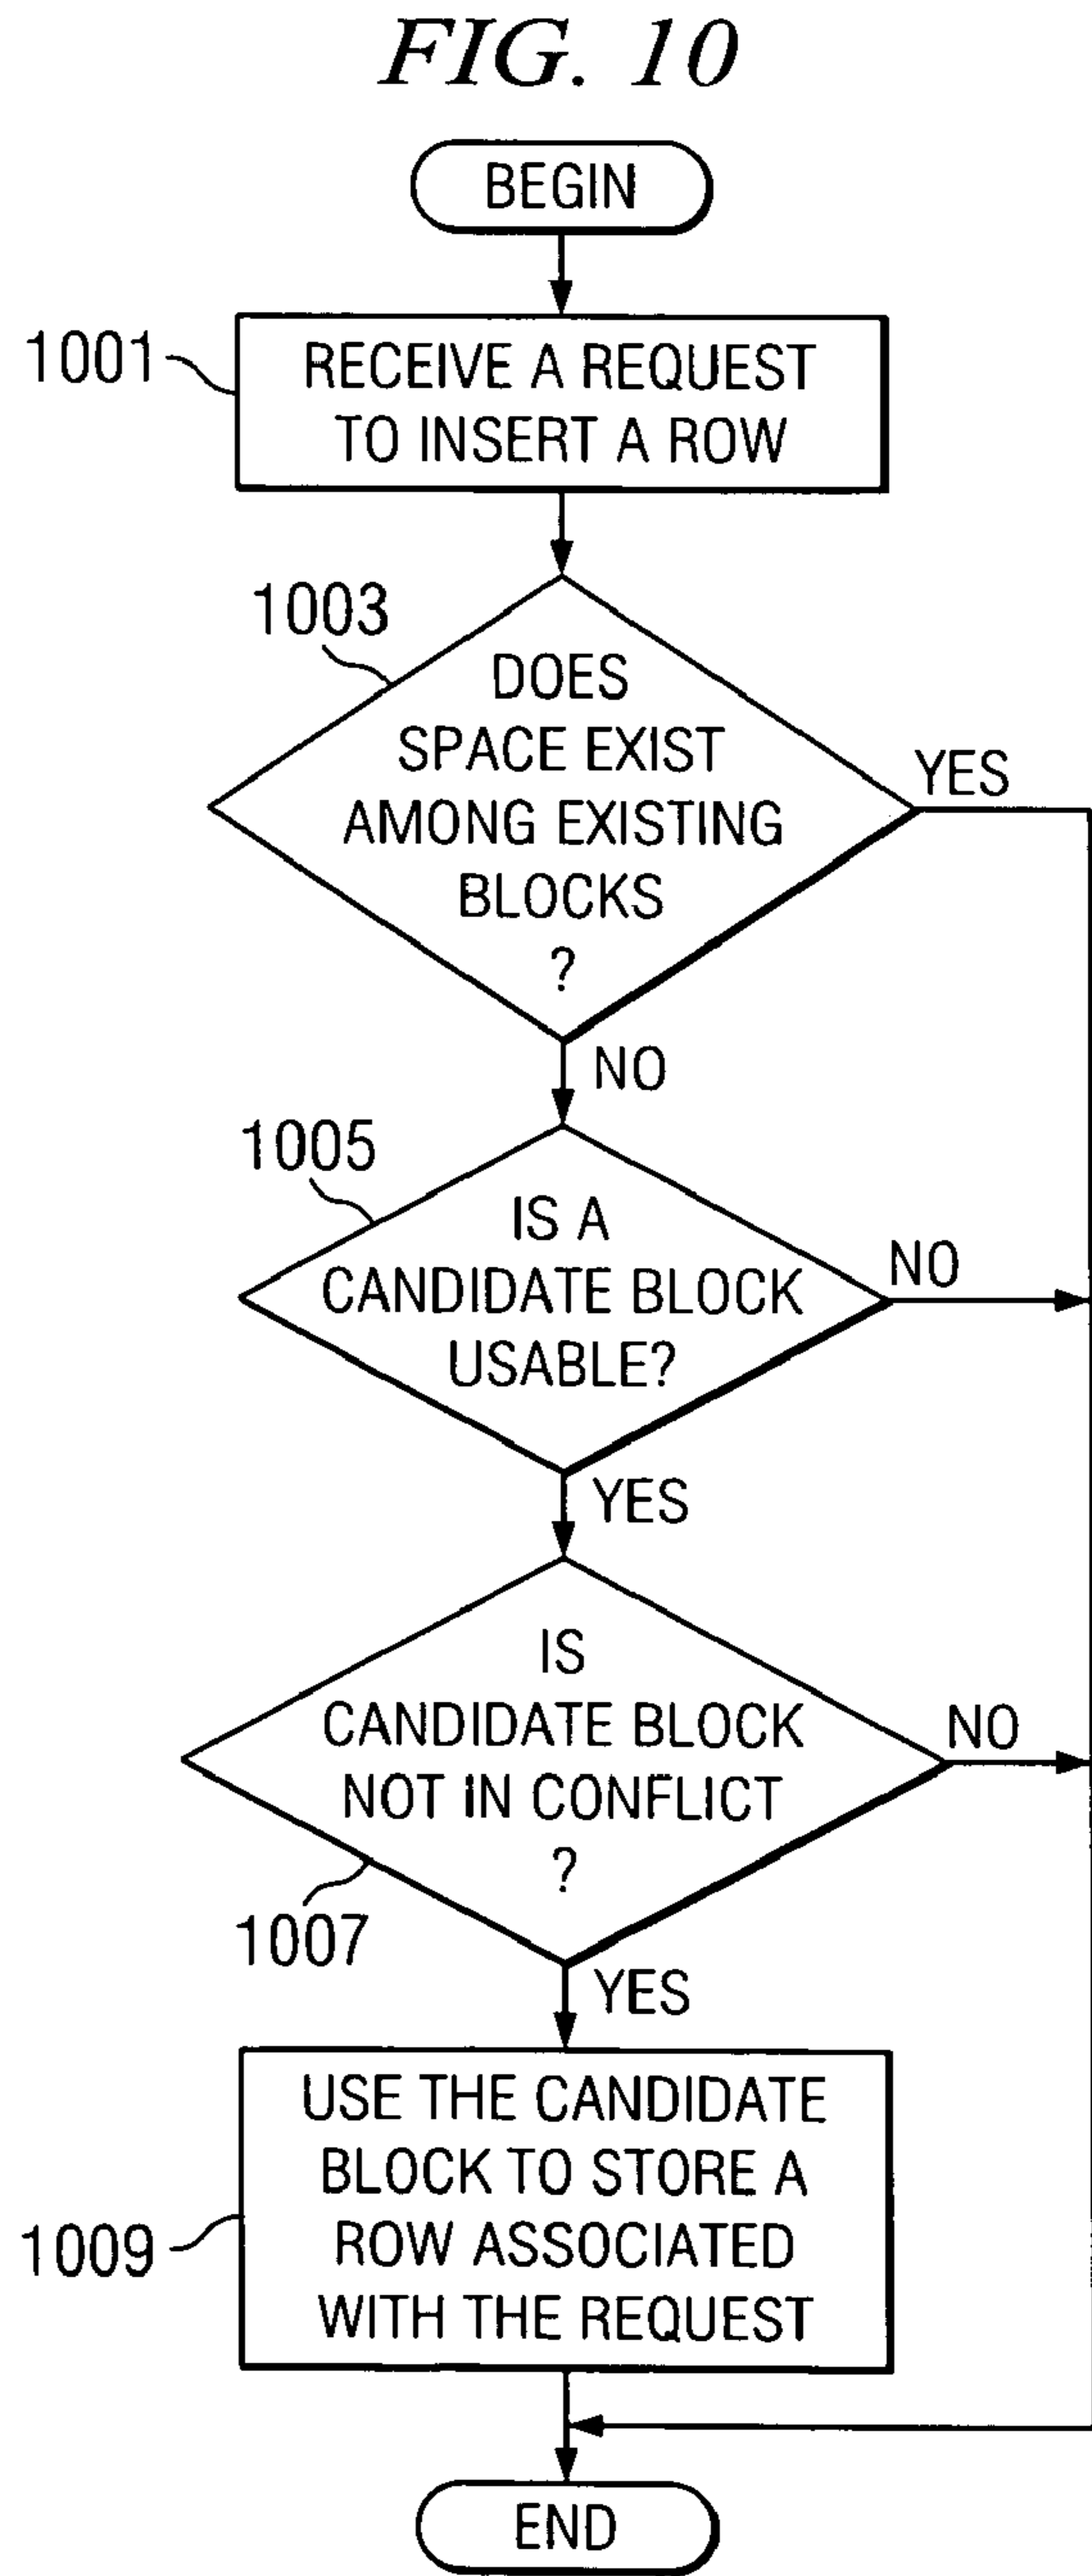 FIG. 10
BEGIN
1001
RECEIVE A REQUEST
TO INSERT A ROW
1003
DOES
SPACE EXIST
AMONG EXISTING
BLOCKS
?
YES
NO
1005
IS A
CANDIDATE BLOCK
USABLE?
NO
YES
IS
CANDIDATE BLOCK
NOT IN CONFLICT
?
NO
1007
YES
USE THE CANDIDATE
BLOCK TO STORE A
ROW ASSOCIATED
WITH THE REQUEST
1009
END